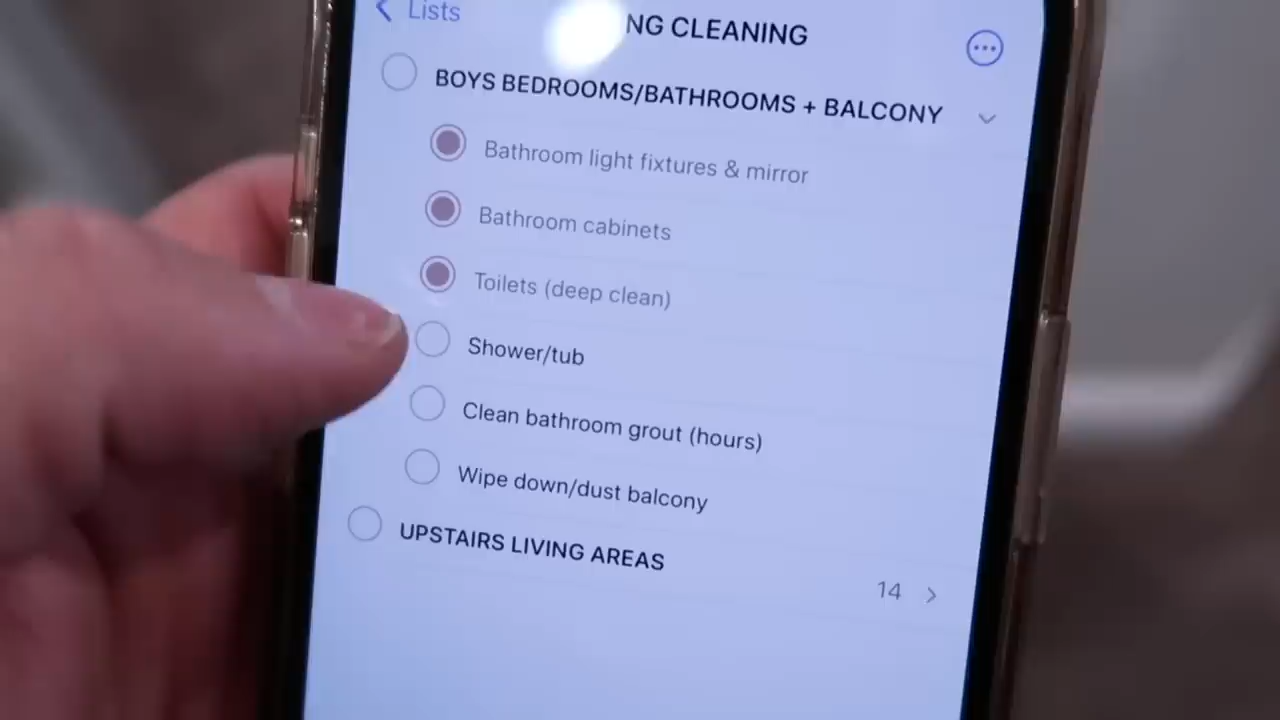 Lists
NG CLEANING
BOYS BEDROOMS/BATHROOMS + BALCONY
Bathroom light fixtures & mirror
Bathroom cabinets
Toilets (deep clean)
Shower/tub
Clean bathroom grout (hours)
Wipe down/dust balcony
UPSTAIRS LIVING AREAS
14